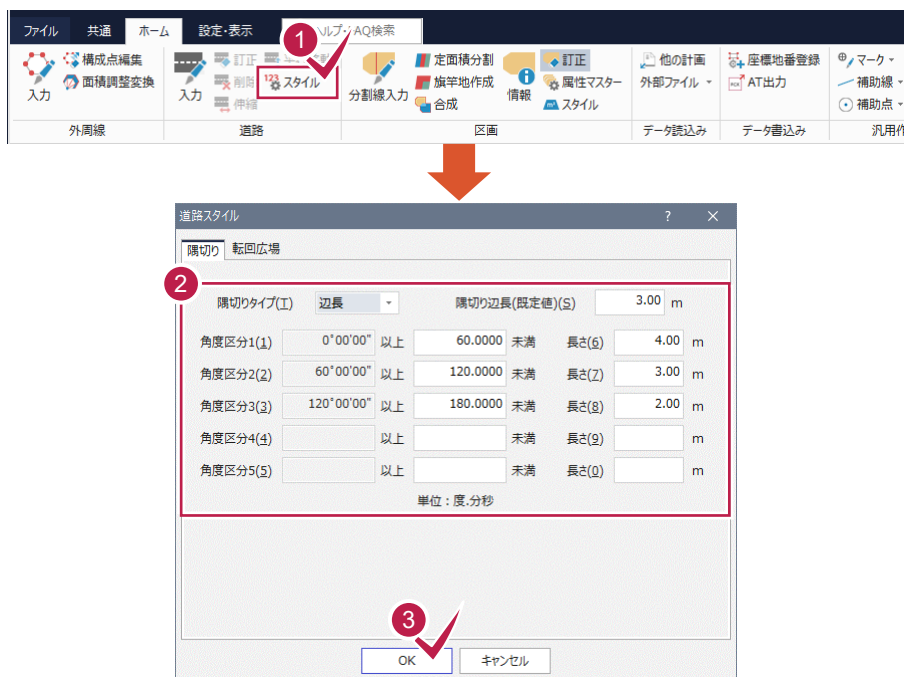 ファイル 共通 ホーム 設定・表示 ルプ・ AQ検索
1
入力 構成点編集 入力 訂正 スタイル 分割線入力 定面積分割 情報 訂正 他の計画 座標地番登録 マーク
面積調整変換 削除 旗竿地作成 属性マスター 外部ファイル AT出力 補助線
伸縮 合成 スタイル 補助点
外周線 道路 区画 データ読込み データ書込み 汎用作
道路スタイル ? ×
隅切り 転回広場
2
隅切りタイプ(T) 辺長 隅切り辺長(既定値)(S) 3.00 m
角度区分1(1) 0°00'00" 以上 60.0000 未満 長さ(6) 4.00 m
角度区分2(2) 60°00'00" 以上 120.0000 未満 長さ(7) 3.00 m
角度区分3(3) 120°00'00" 以上 180.0000 未満 長さ(8) 2.00 m
角度区分4(4) 以上 未満 長さ(9) m
角度区分5(5) 以上 未満 長さ(0) m
単位：度.分秒
3
OK キャンセル